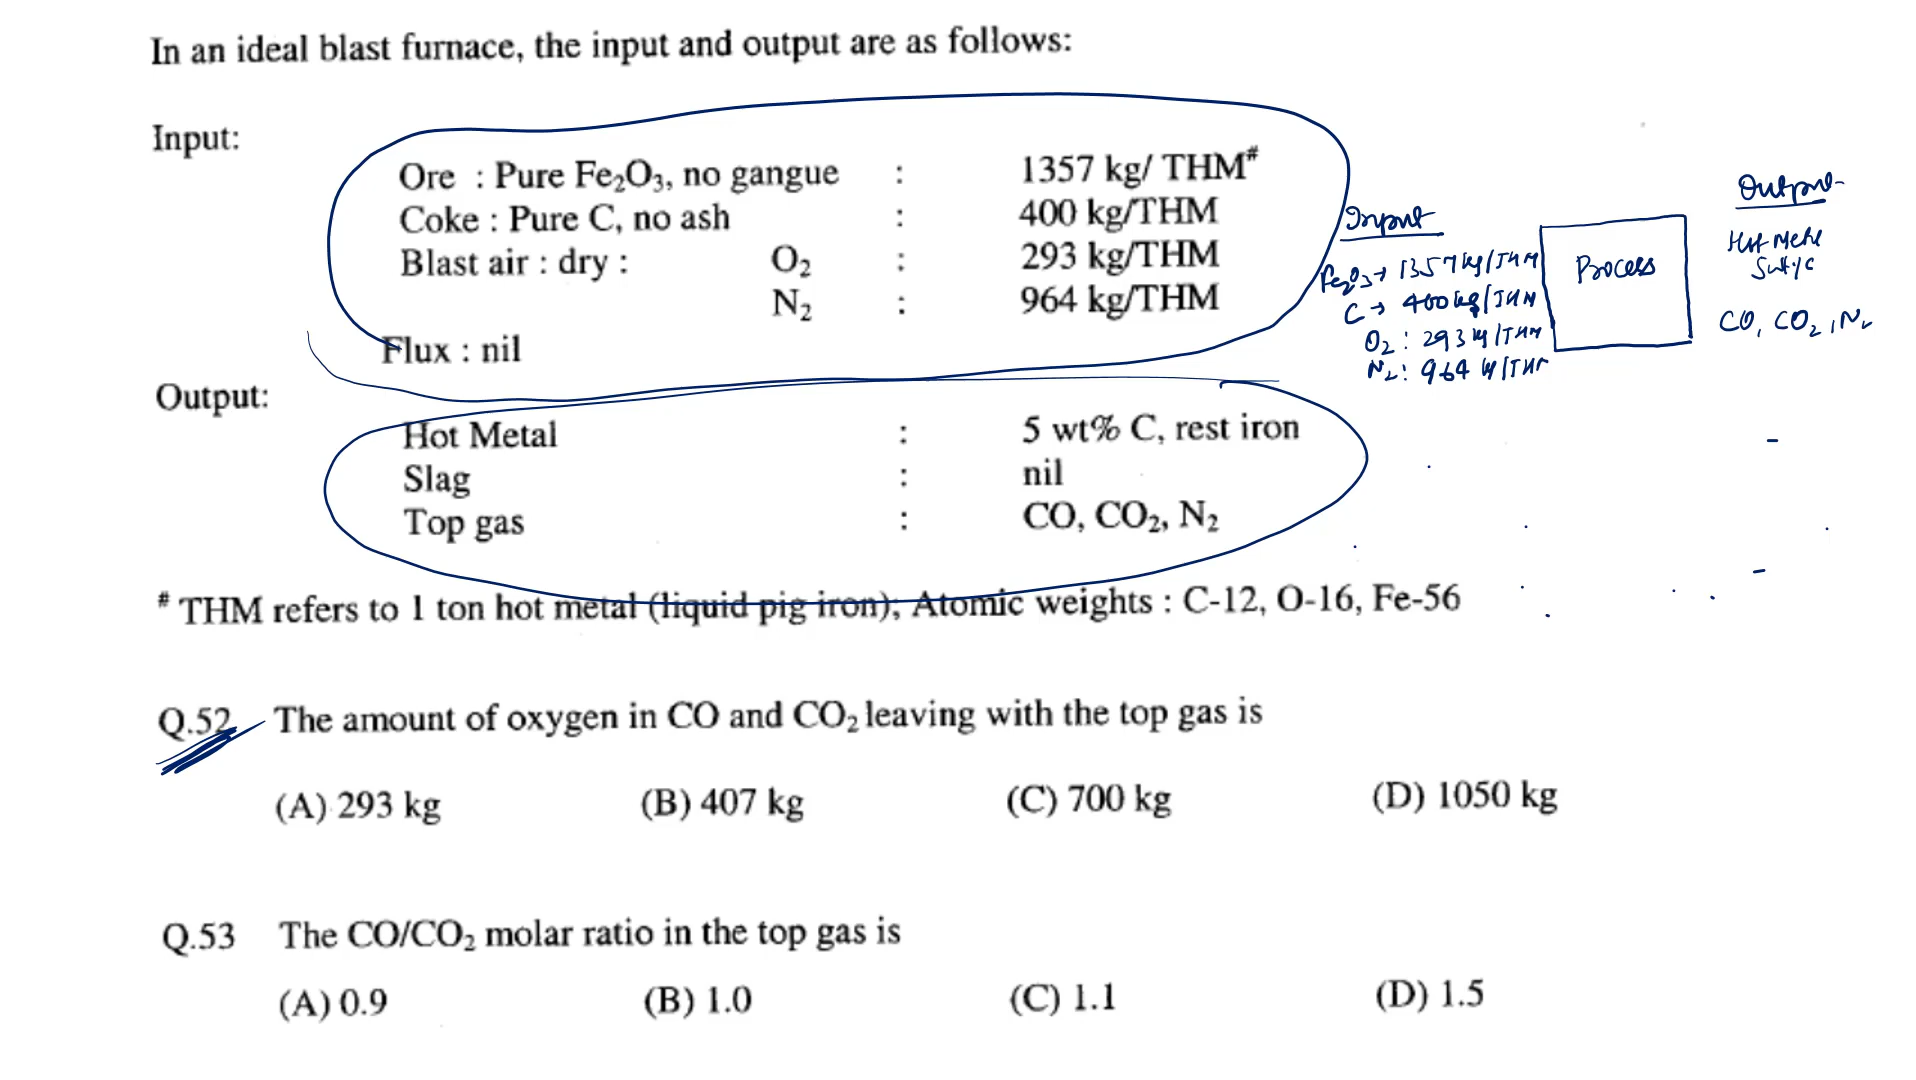 In an ideal blast furnace, the input and output are as follows:
Input:
Ore : Pure Fe₂O₃, no gangue : 1357 kg/ THM#
Coke : Pure C, no ash : 400 kg/THM
Blast air : dry : O₂ : 293 kg/THM
N₂ : 964 kg/THM
Flux : nil
Output:
Hot Metal : 5 wt% C, rest iron
Slag : nil
Top gas : CO, CO₂, N₂
# THM refers to 1 ton hot metal (liquid pig iron); Atomic weights : C-12, O-16, Fe-56
Input
Fe₂O₃ → 1357 kg/THM
C → 400 kg/THM
O₂ : 293 kg/THM
N₂ : 964 kg/THM
Process
Output
Hot Metal
5wt%C
CO, CO₂, N₂
Q.52 The amount of oxygen in CO and CO₂ leaving with the top gas is
(A) 293 kg (B) 407 kg (C) 700 kg (D) 1050 kg
Q.53 The CO/CO₂ molar ratio in the top gas is
(A) 0.9 (B) 1.0 (C) 1.1 (D) 1.5